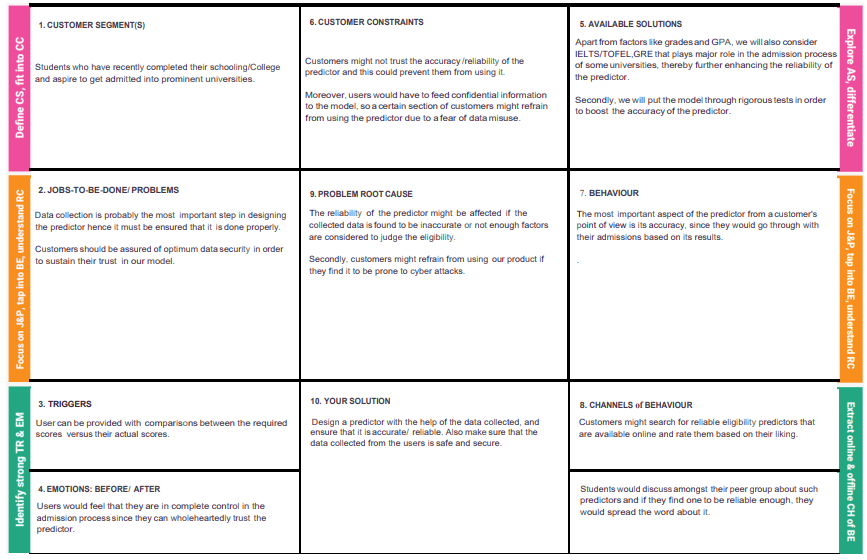 Define CS, fit into CC
1. CUSTOMER SEGMENT(S)
Students who have recently completed their schooling/College
and aspire to get admitted into prominent universities.
6. CUSTOMER CONSTRAINTS
Customers might not trust the accuracy /reliability of the
predictor and this could prevent them from using it.
Moreover, users would have to feed confidential information
to the model, so a certain section of customers might refrain
from using the predictor due to a fear of data misuse.
5. AVAILABLE SOLUTIONS
Apart from factors like grades and GPA, we will also consider
IELTS/TOFEL,GRE that plays major role in the admission process
of some universities, thereby further enhancing the reliability of
the predictor.
Secondly, we will put the model through rigorous tests in order
to boost the accuracy of the predictor.
Explore AS, differentiate
Focus on J&P, tap into BE, understand RC
2. JOBS-TO-BE-DONE/ PROBLEMS
Data collection is probably the most important step in designing
the predictor hence it must be ensured that it is done properly.
Customers should be assured of optimum data security in order
to sustain their trust in our model.
9. PROBLEM ROOT CAUSE
The reliability of the predictor might be affected if the
collected data is found to be inaccurate or not enough factors
are considered to judge the eligibility.
Secondly, customers might refrain from using our product if
they find it to be prone to cyber attacks.
7. BEHAVIOUR
The most important aspect of the predictor from a customer's
point of view is its accuracy, since they would go through with
their admissions based on its results.
.
Focus on J&P, tap into BE, understand RC
Identify strong TR & EM
3. TRIGGERS
User can be provided with comparisons between the required
scores versus their actual scores.
4. EMOTIONS: BEFORE/ AFTER
Users would feel that they are in complete control in the
admission process since they can wholeheartedly trust the
predictor.
10. YOUR SOLUTION
Design a predictor with the help of the data collected, and
ensure that it is accurate/ reliable. Also make sure that the
data collected from the users is safe and secure.
8. CHANNELS of BEHAVIOUR
Customers might search for reliable eligibility predictors that
are available online and rate them based on their liking.
Students would discuss amongst their peer group about such
predictors and if they find one to be reliable enough, they
would spread the word about it.
Extract online & offline CH of BE